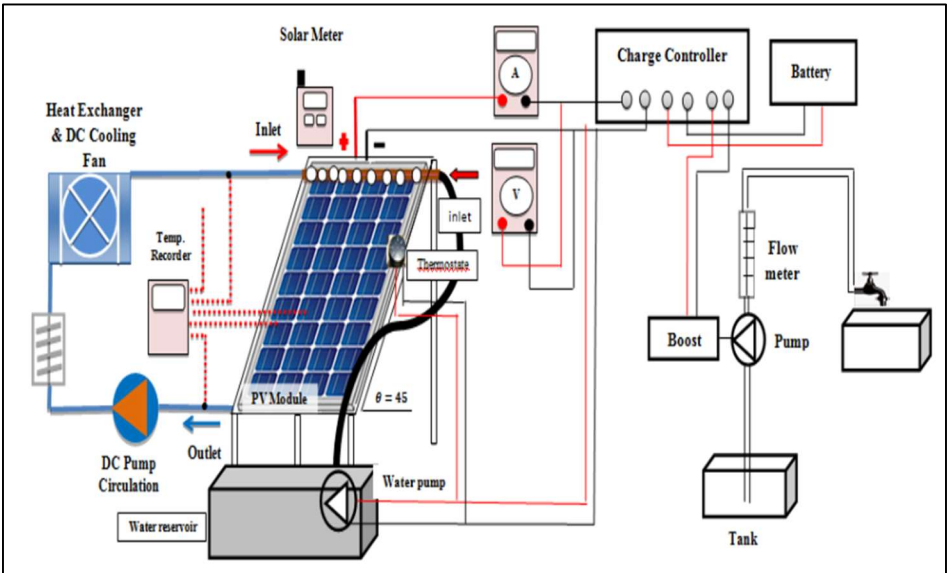 Solar Meter
A
Charge Controller
Battery
Heat Exchanger
& DC Cooling
Fan
Inlet
+
-
V
inlet
Temp.
Recorder
Thermostate
Flow
meter
Boost
Pump
PV Module
θ = 45
Outlet
DC Pump
Circulation
Water pump
Water reservoir
Tank